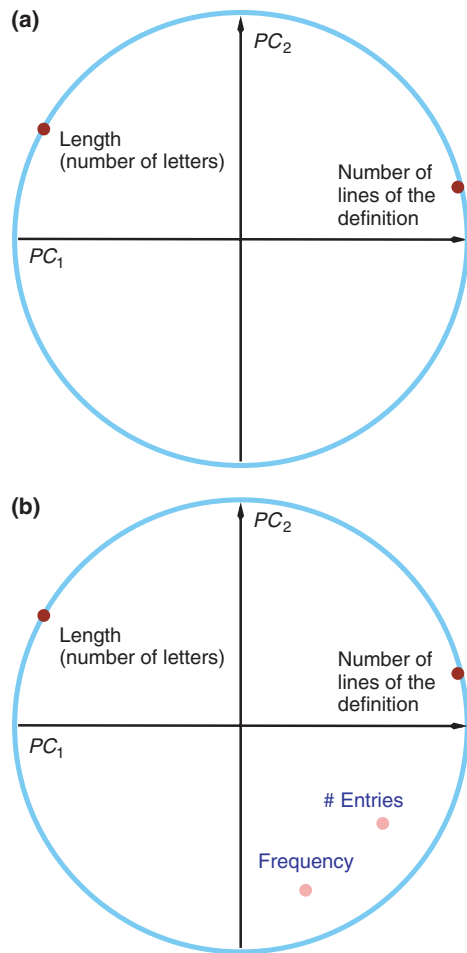 (a)
PC2
Length
(number of letters)
Number of
lines of the
definition
PC1
(b)
PC2
Length
(number of letters)
Number of
lines of the
definition
PC1
# Entries
Frequency